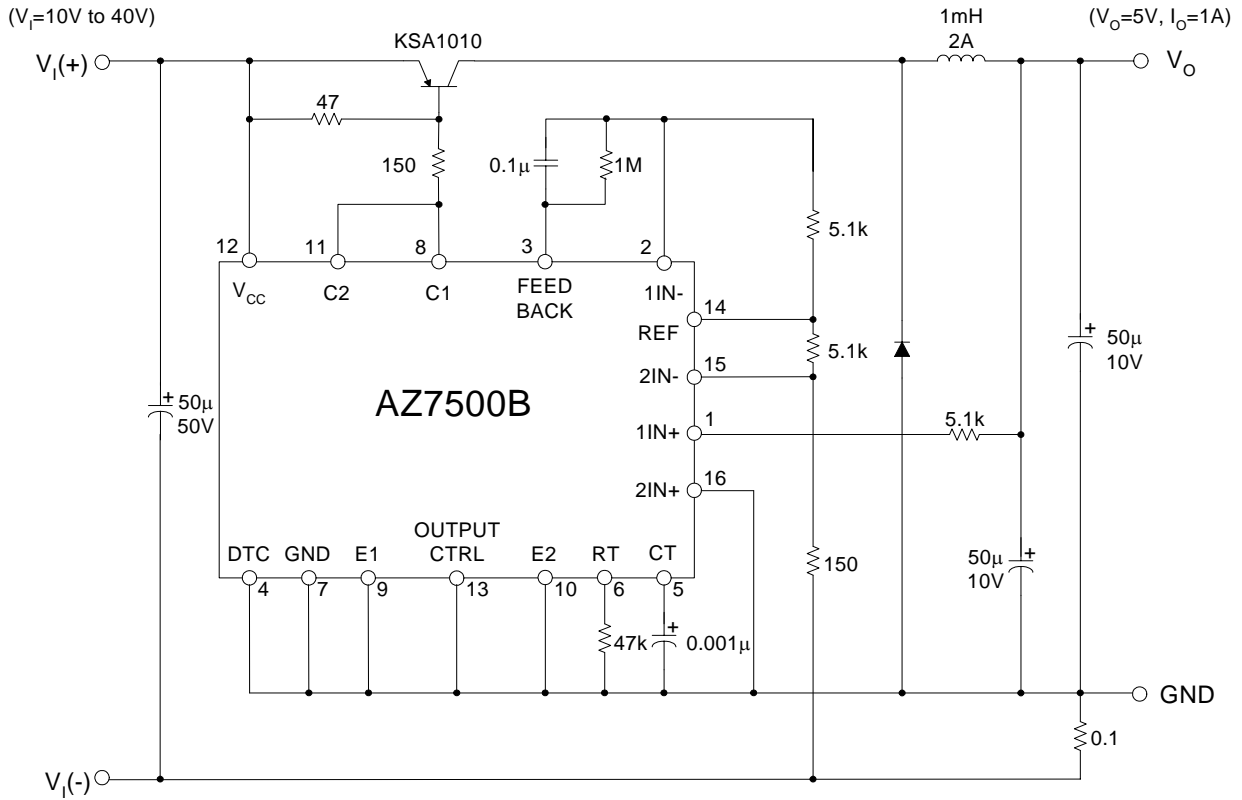 (V_I=10V to 40V)
1mH
2A
(V_O=5V, I_O=1A)
KSA1010
V_I(+)
V_O
47
150
0.1μ
1M
5.1k
12
11
8
3
2
V_CC
C2
C1
FEED
BACK
1IN-
14
REF
5.1k
15
2IN-
+
50μ
10V
AZ7500B
+
50μ
50V
1
1IN+
5.1k
16
2IN+
OUTPUT
CTRL
DTC
GND
E1
E2
RT
CT
150
+
50μ
10V
4
7
9
13
10
6
5
47k
+
0.001μ
GND
0.1
V_I(-)